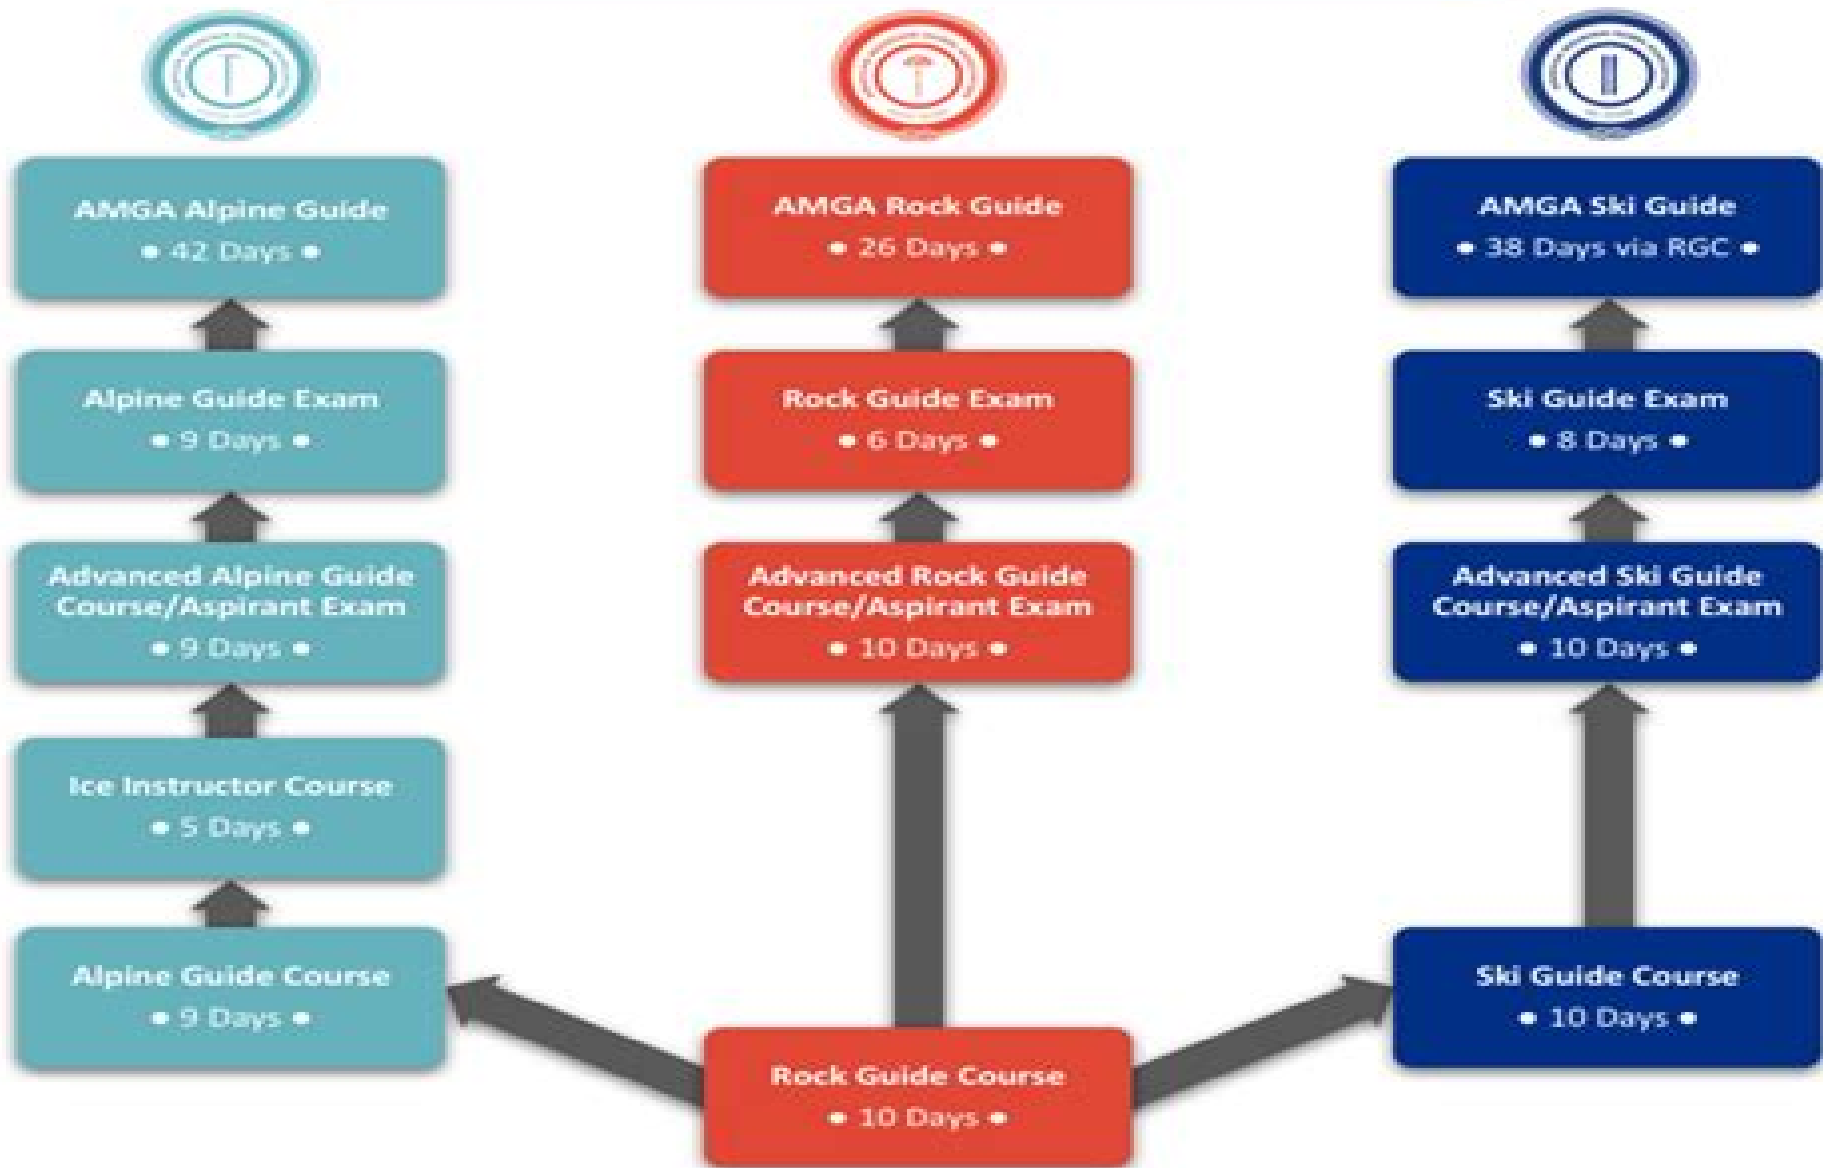 AMGA Alpine Guide
• 42 Days •
Alpine Guide Exam
• 9 Days •
Advanced Alpine Guide
Course/Aspirant Exam
• 9 Days •
Ice Instructor Course
• 5 Days •
Alpine Guide Course
• 9 Days •
AMGA Rock Guide
• 26 Days •
Rock Guide Exam
• 6 Days •
Advanced Rock Guide
Course/Aspirant Exam
• 10 Days •
Rock Guide Course
• 10 Days •
AMGA Ski Guide
• 38 Days via RGC •
Ski Guide Exam
• 8 Days •
Advanced Ski Guide
Course/Aspirant Exam
• 10 Days •
Ski Guide Course
• 10 Days •